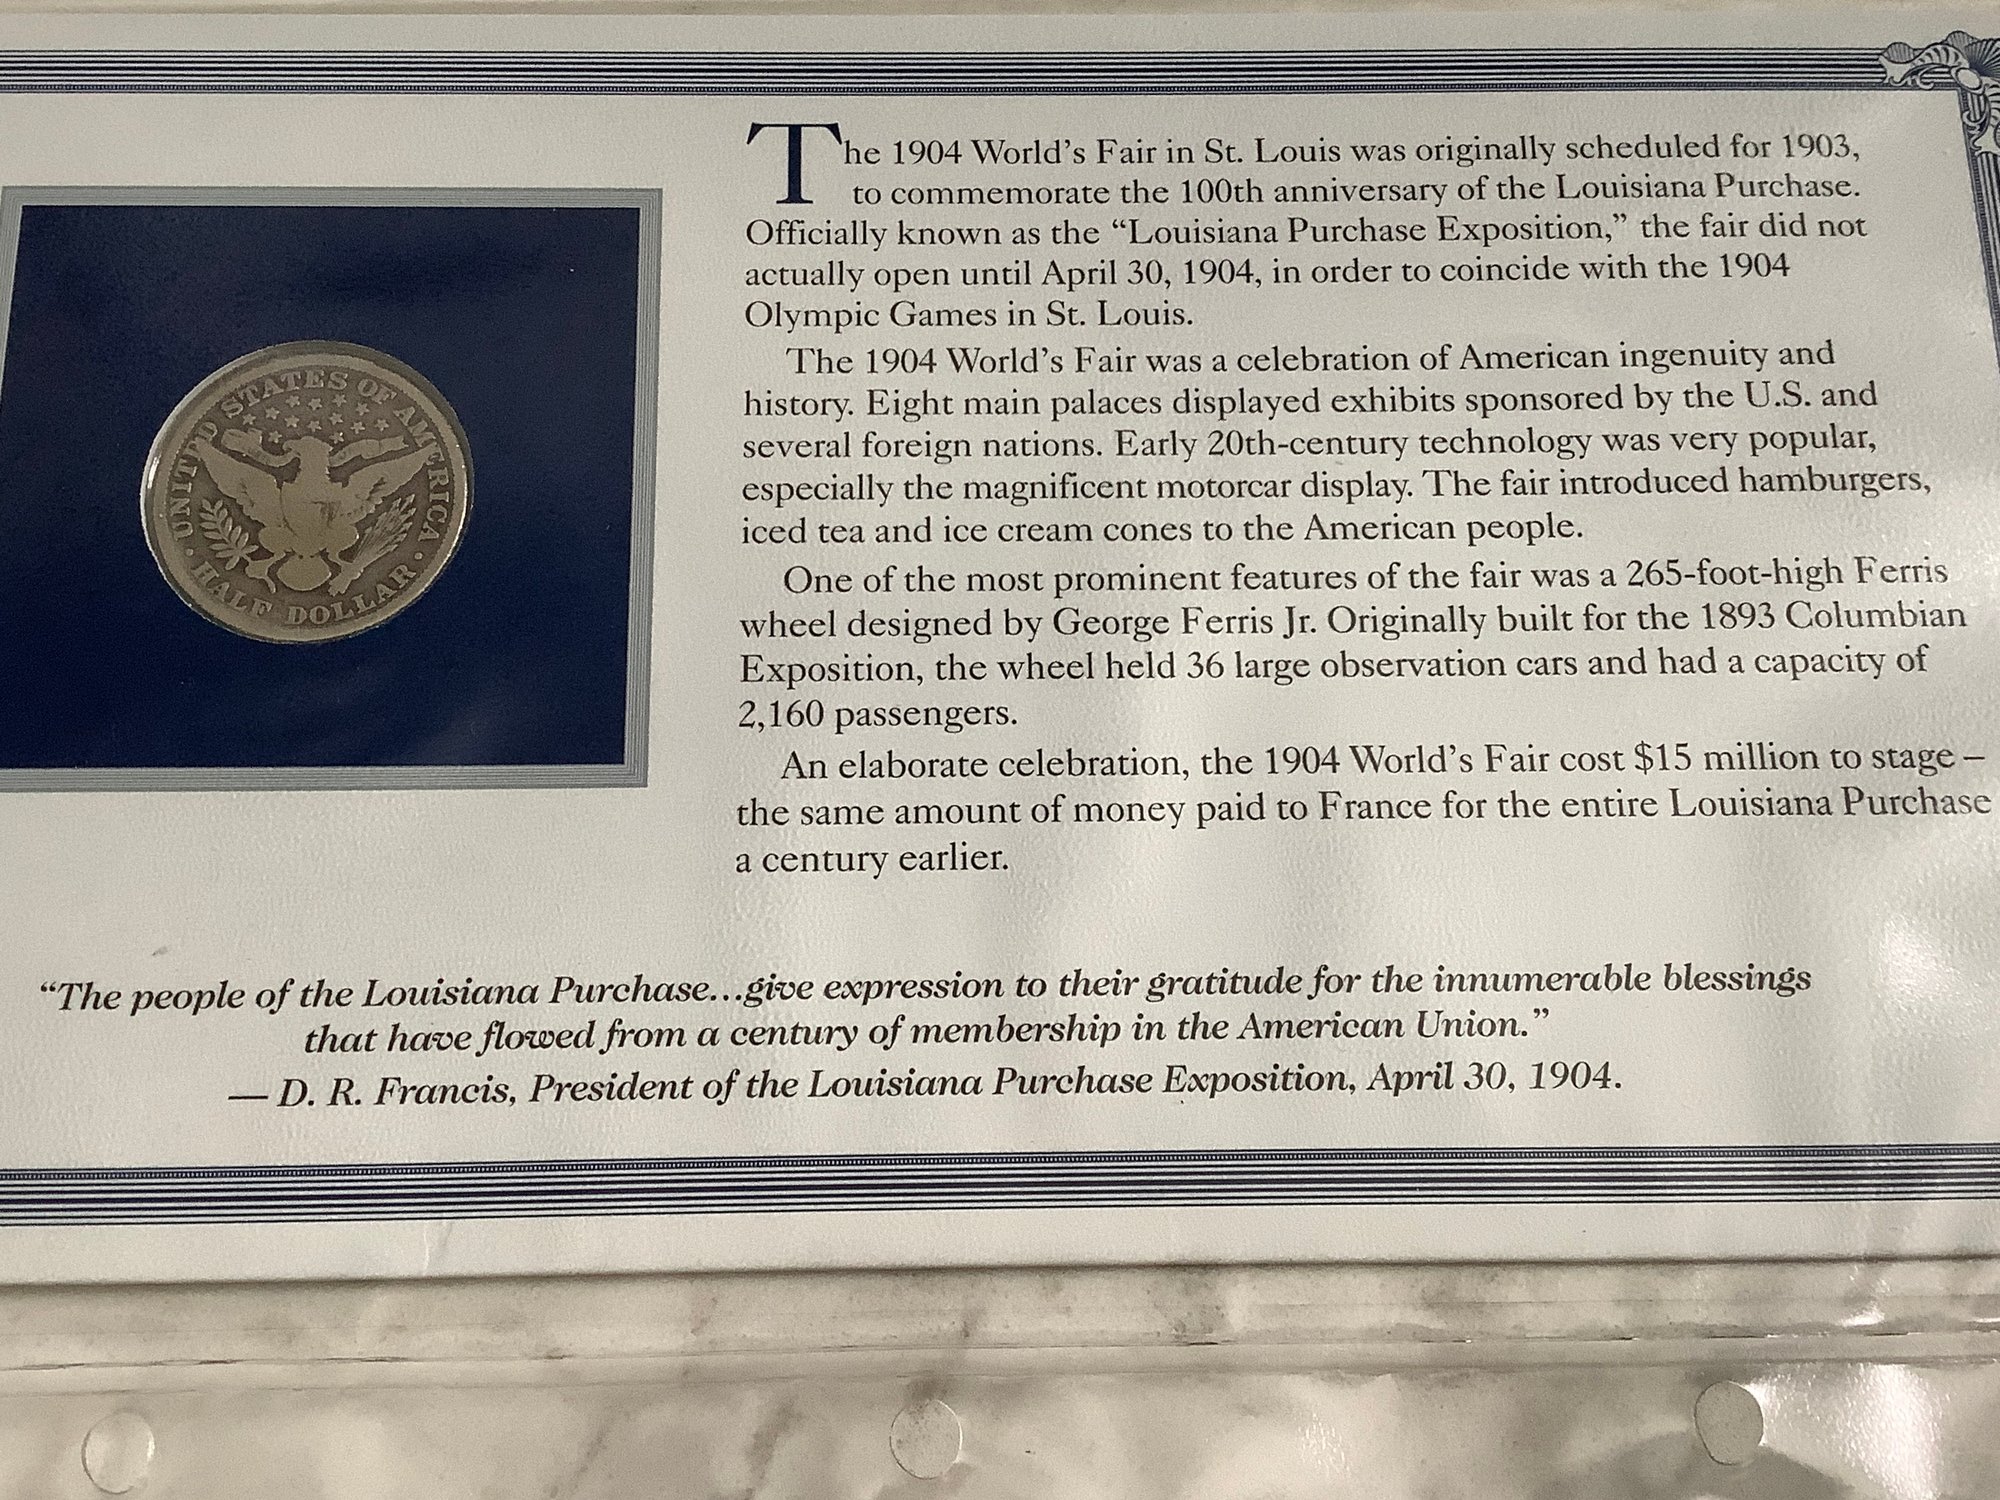 UNITED STATES OF AMERICA
· HALF DOLLAR ·
The 1904 World's Fair in St. Louis was originally scheduled for 1903,
to commemorate the 100th anniversary of the Louisiana Purchase.
Officially known as the “Louisiana Purchase Exposition,” the fair did not
actually open until April 30, 1904, in order to coincide with the 1904
Olympic Games in St. Louis.
The 1904 World's Fair was a celebration of American ingenuity and
history. Eight main palaces displayed exhibits sponsored by the U.S. and
several foreign nations. Early 20th-century technology was very popular,
especially the magnificent motorcar display. The fair introduced hamburgers,
iced tea and ice cream cones to the American people.
One of the most prominent features of the fair was a 265-foot-high Ferris
wheel designed by George Ferris Jr. Originally built for the 1893 Columbian
Exposition, the wheel held 36 large observation cars and had a capacity of
2,160 passengers.
An elaborate celebration, the 1904 World's Fair cost $15 million to stage –
the same amount of money paid to France for the entire Louisiana Purchase
a century earlier.
“The people of the Louisiana Purchase...give expression to their gratitude for the innumerable blessings
that have flowed from a century of membership in the American Union.”
— D. R. Francis, President of the Louisiana Purchase Exposition, April 30, 1904.